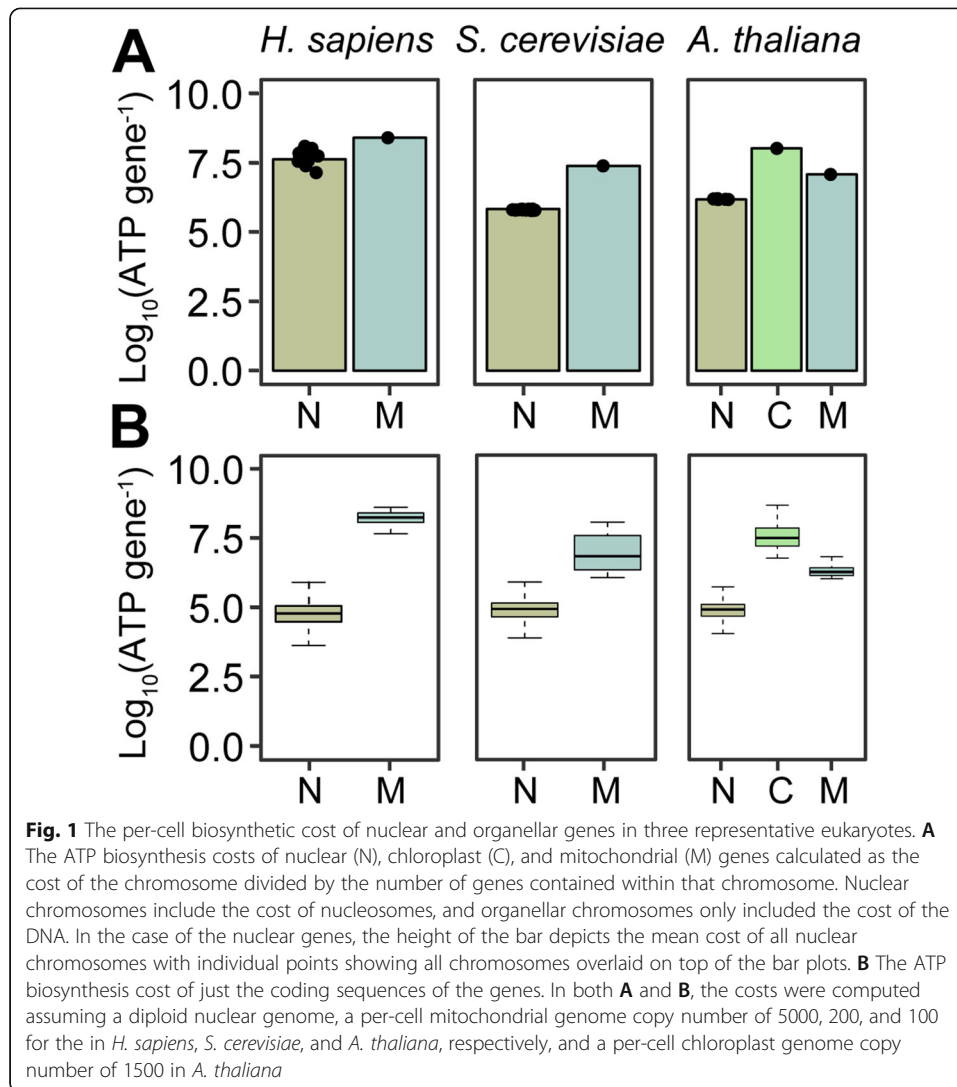 A
H. sapiens S. cerevisiae A. thaliana
Log10(ATP gene-1)
10.0
7.5
5.0
2.5
0.0
N M N M N C M
B
Log10(ATP gene-1)
10.0
7.5
5.0
2.5
0.0
N M N M N C M
Fig. 1 The per-cell biosynthetic cost of nuclear and organellar genes in three representative eukaryotes. A
The ATP biosynthesis costs of nuclear (N), chloroplast (C), and mitochondrial (M) genes calculated as the
cost of the chromosome divided by the number of genes contained within that chromosome. Nuclear
chromosomes include the cost of nucleosomes, and organellar chromosomes only included the cost of the
DNA. In the case of the nuclear genes, the height of the bar depicts the mean cost of all nuclear
chromosomes with individual points showing all chromosomes overlaid on top of the bar plots. B The ATP
biosynthesis cost of just the coding sequences of the genes. In both A and B, the costs were computed
assuming a diploid nuclear genome, a per-cell mitochondrial genome copy number of 5000, 200, and 100
for the in H. sapiens, S. cerevisiae, and A. thaliana, respectively, and a per-cell chloroplast genome copy
number of 1500 in A. thaliana